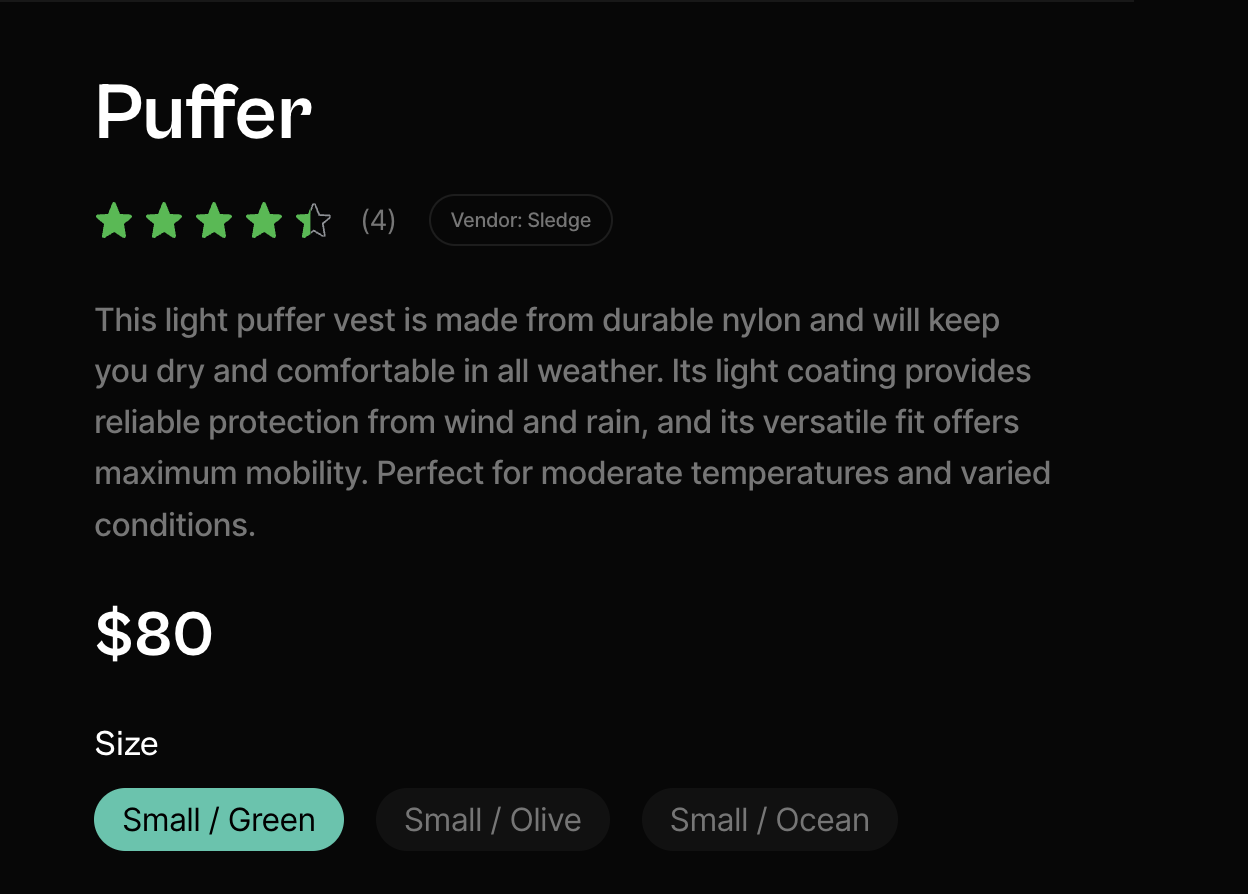 Puffer
(4)
Vendor: Sledge
This light puffer vest is made from durable nylon and will keep
you dry and comfortable in all weather. Its light coating provides
reliable protection from wind and rain, and its versatile fit offers
maximum mobility. Perfect for moderate temperatures and varied
conditions.
$80
Size
Small / Green
Small / Olive
Small / Ocean